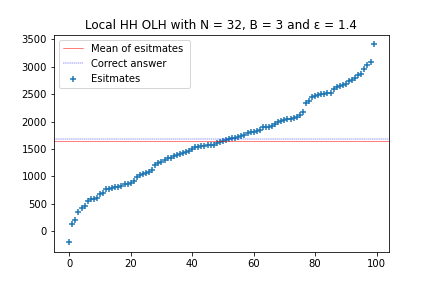 Local HH OLH with N = 32, B = 3 and ε = 1.4
Mean of esitmates
Correct answer
Esitmates
3500
3000
2500
2000
1500
1000
500
0
0 20 40 60 80 100